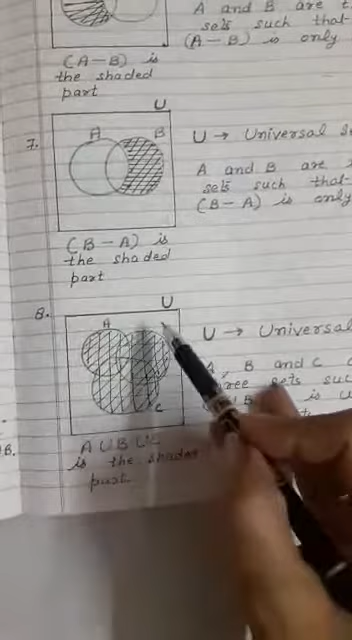 A and B are
sets such that
(A - B) is only
(A - B) is
the shaded
part
U
7.
A
B
U → Universal
A and B are
sets such that
(B - A) is only
(B - A) is
the shaded
part
U
8.
A
C
U → Universal
B and C
sets
is
A U B U C
is the shaded
part